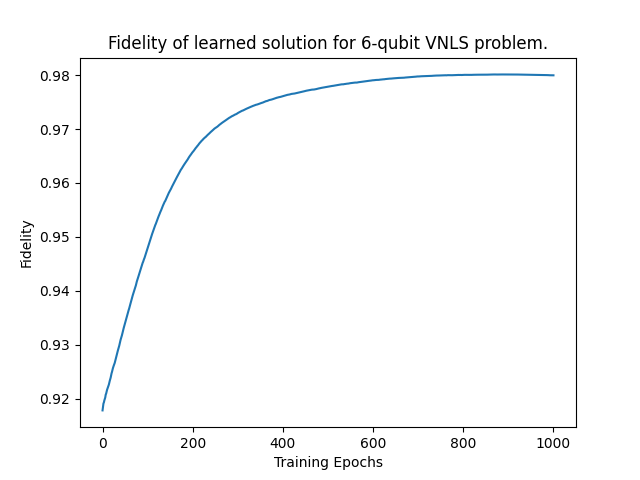 Fidelity of learned solution for 6-qubit VNLS problem.
0.98
0.97
0.96
0.95
0.94
0.93
0.92
Fidelity
0 200 400 600 800 1000
Training Epochs